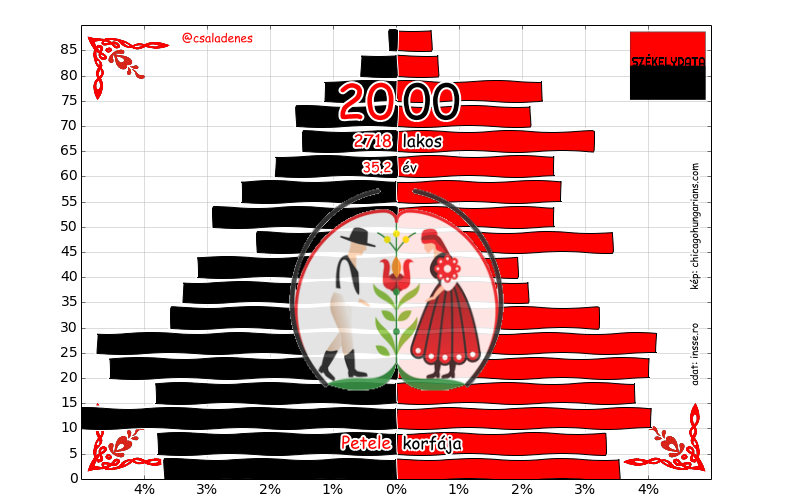 @csaladenes
SZÉKELYDATA
2000
2718 lakos
35.2 év
kép: chicagohungarians.com
adat: insse.ro
Petele korfája
85
80
75
70
65
60
55
50
45
40
35
30
25
20
15
10
5
0
4% 3% 2% 1% 0% 1% 2% 3% 4%